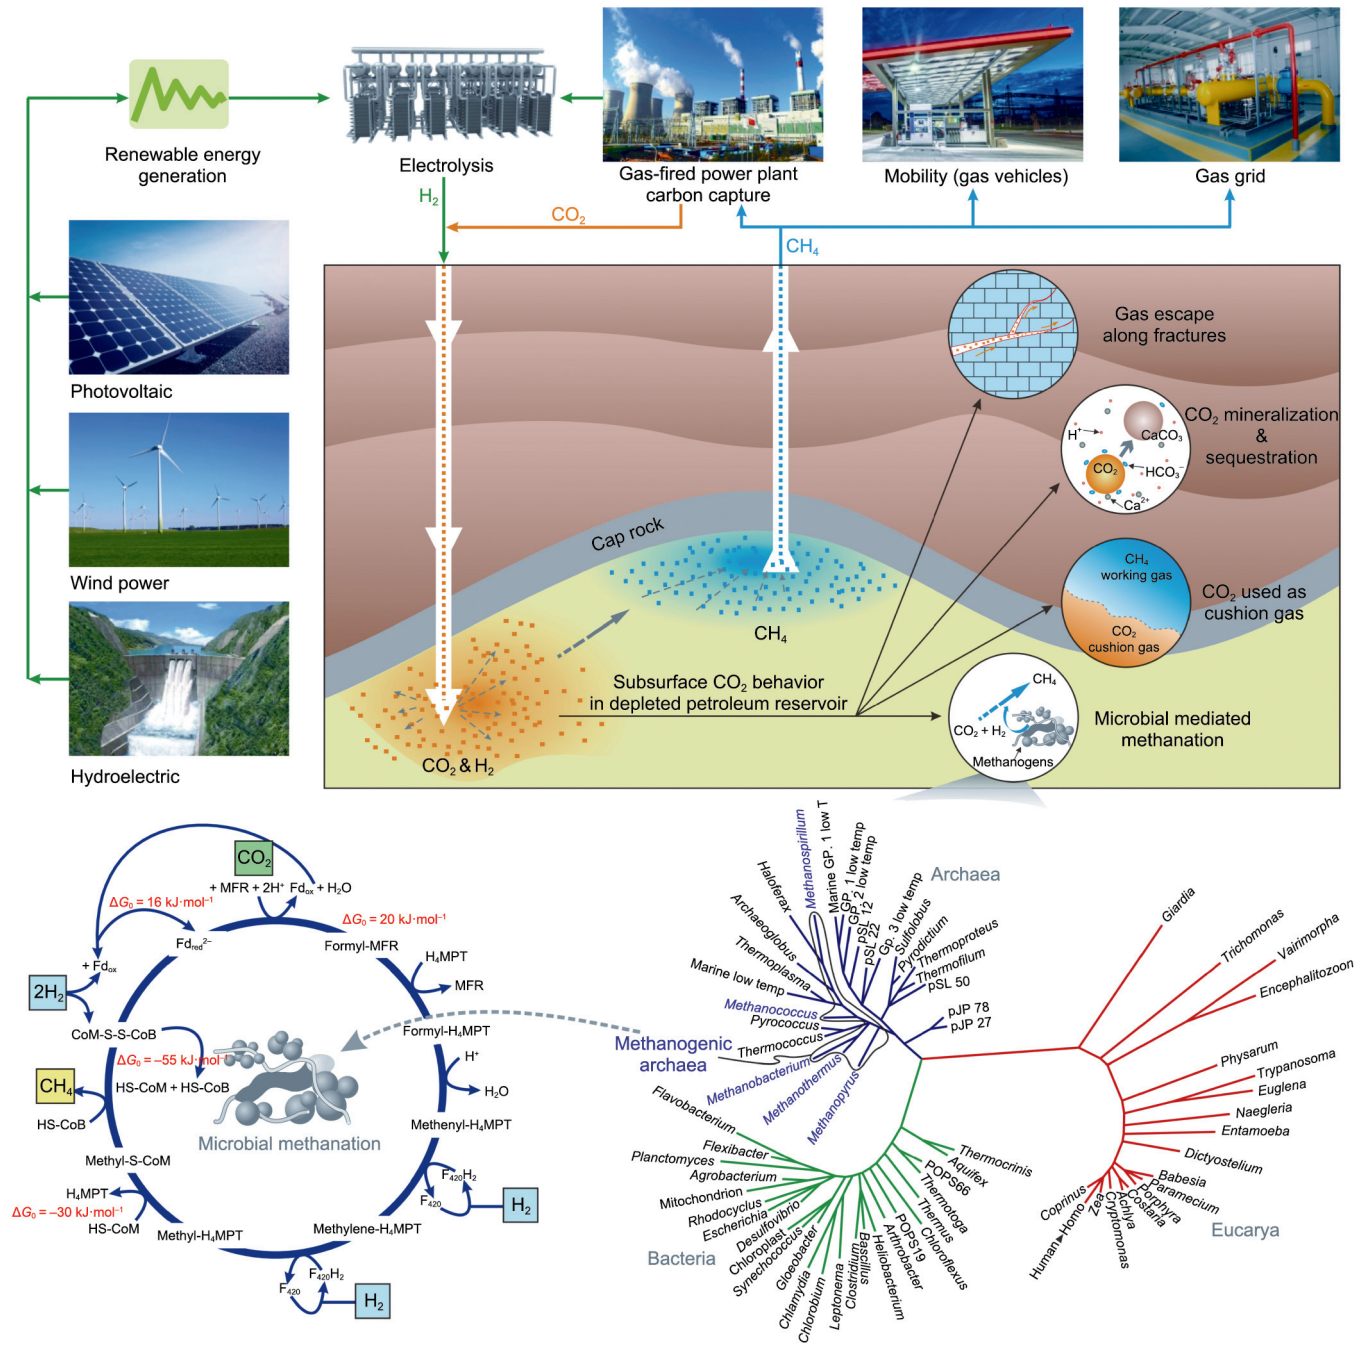 Renewable energy
generation
Electrolysis
Gas-fired power plant
carbon capture
Mobility (gas vehicles)
Gas grid
H₂
CO₂
CH₄
Photovoltaic
Wind power
Hydroelectric
Gas escape
along fractures
CO₂ mineralization
&
sequestration
H⁺
CaCO₃
CO₂
HCO₃⁻
Ca²⁺
Cap rock
CH₄
working gas
CO₂
cushion gas
CO₂ used as
cushion gas
CH₄
Subsurface CO₂ behavior
in depleted petroleum reservoir
CO₂ & H₂
CH₄
CO₂ + H₂
Methanogens
Microbial mediated
methanation
CO₂
+ MFR + 2H⁺
Fdₒₓ + H₂O
ΔG₀ = 16 kJ·mol⁻¹
ΔG₀ = 20 kJ·mol⁻¹
Fd_red²⁻
Formyl-MFR
+ Fdₒₓ
H₄MPT
MFR
2H₂
CoM-S-S-CoB
Formyl-H₄MPT
ΔG₀ = −55 kJ·mol⁻¹
H⁺
H₂O
CH₄
HS-CoM + HS-CoB
HS-CoB
Methenyl-H₄MPT
Microbial methanation
Methyl-S-CoM
F₄₂₀H₂
F₄₂₀
H₂
H₄MPT
ΔG₀ = −30 kJ·mol⁻¹
HS-CoM
Methyl-H₄MPT
Methylene-H₄MPT
F₄₂₀H₂
F₄₂₀
H₂
Archaea
Methanogenic
archaea
Haloferax
Archaeoglobus
Thermoplasma
Marine low temp
Methanococcus
Pyrococcus
Thermococcus
Methanobacterium
Methanothermus
Methanopyrus
Methanospirillum
Marine GP. 1 low T
GP. 1 low temp
GP. 2 low temp
pSL 12
pSL 22
Gp. 3 low temp
Sulfolobus
Pyrodictium
Thermoproteus
Thermofilum
pSL 50
pJP 78
pJP 27
Bacteria
Flavobacterium
Flexibacter
Planctomyces
Agrobacterium
Mitochondrion
Rhodocyclus
Escherichia
Desulfovibrio
Chloroplast
Synechococcus
Gloeobacter
Chlamydia
Chlorobium
Leptonema
Clostridium
Bascillus
Heliobacterium
Arthrobacter
POPS19
Chloroflexus
Thermus
Thermotoga
POPS66
Aquifex
Thermocrinis
Eucarya
Giardia
Trichomonas
Vairimorpha
Encephalitozoon
Physarum
Trypanosoma
Euglena
Naegleria
Entamoeba
Dictyostelium
Babesia
Paramecium
Porphyra
Costaria
Achlya
Cryptomonas
Zea
Human▸Homo
Coprinus